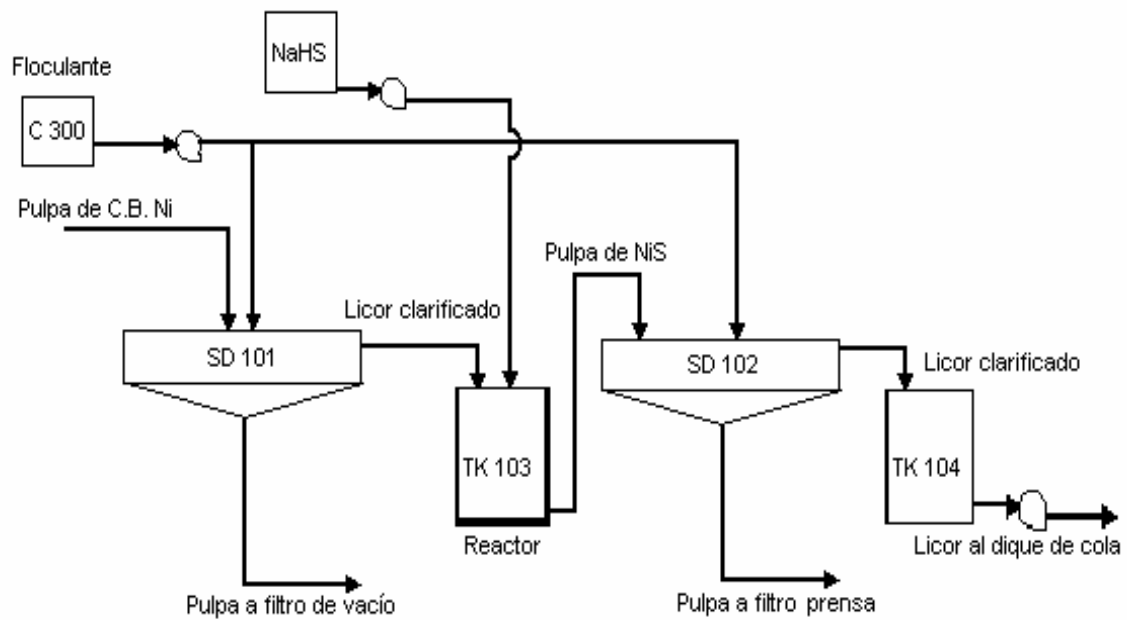 NaHS
Floculante
C 300
Pulpa de C.B. Ni
Pulpa de NiS
Licor clarificado
SD 101
SD 102
Licor clarificado
TK 103
TK 104
Reactor
Licor al dique de cola
Pulpa a filtro de vacío
Pulpa a filtro prensa